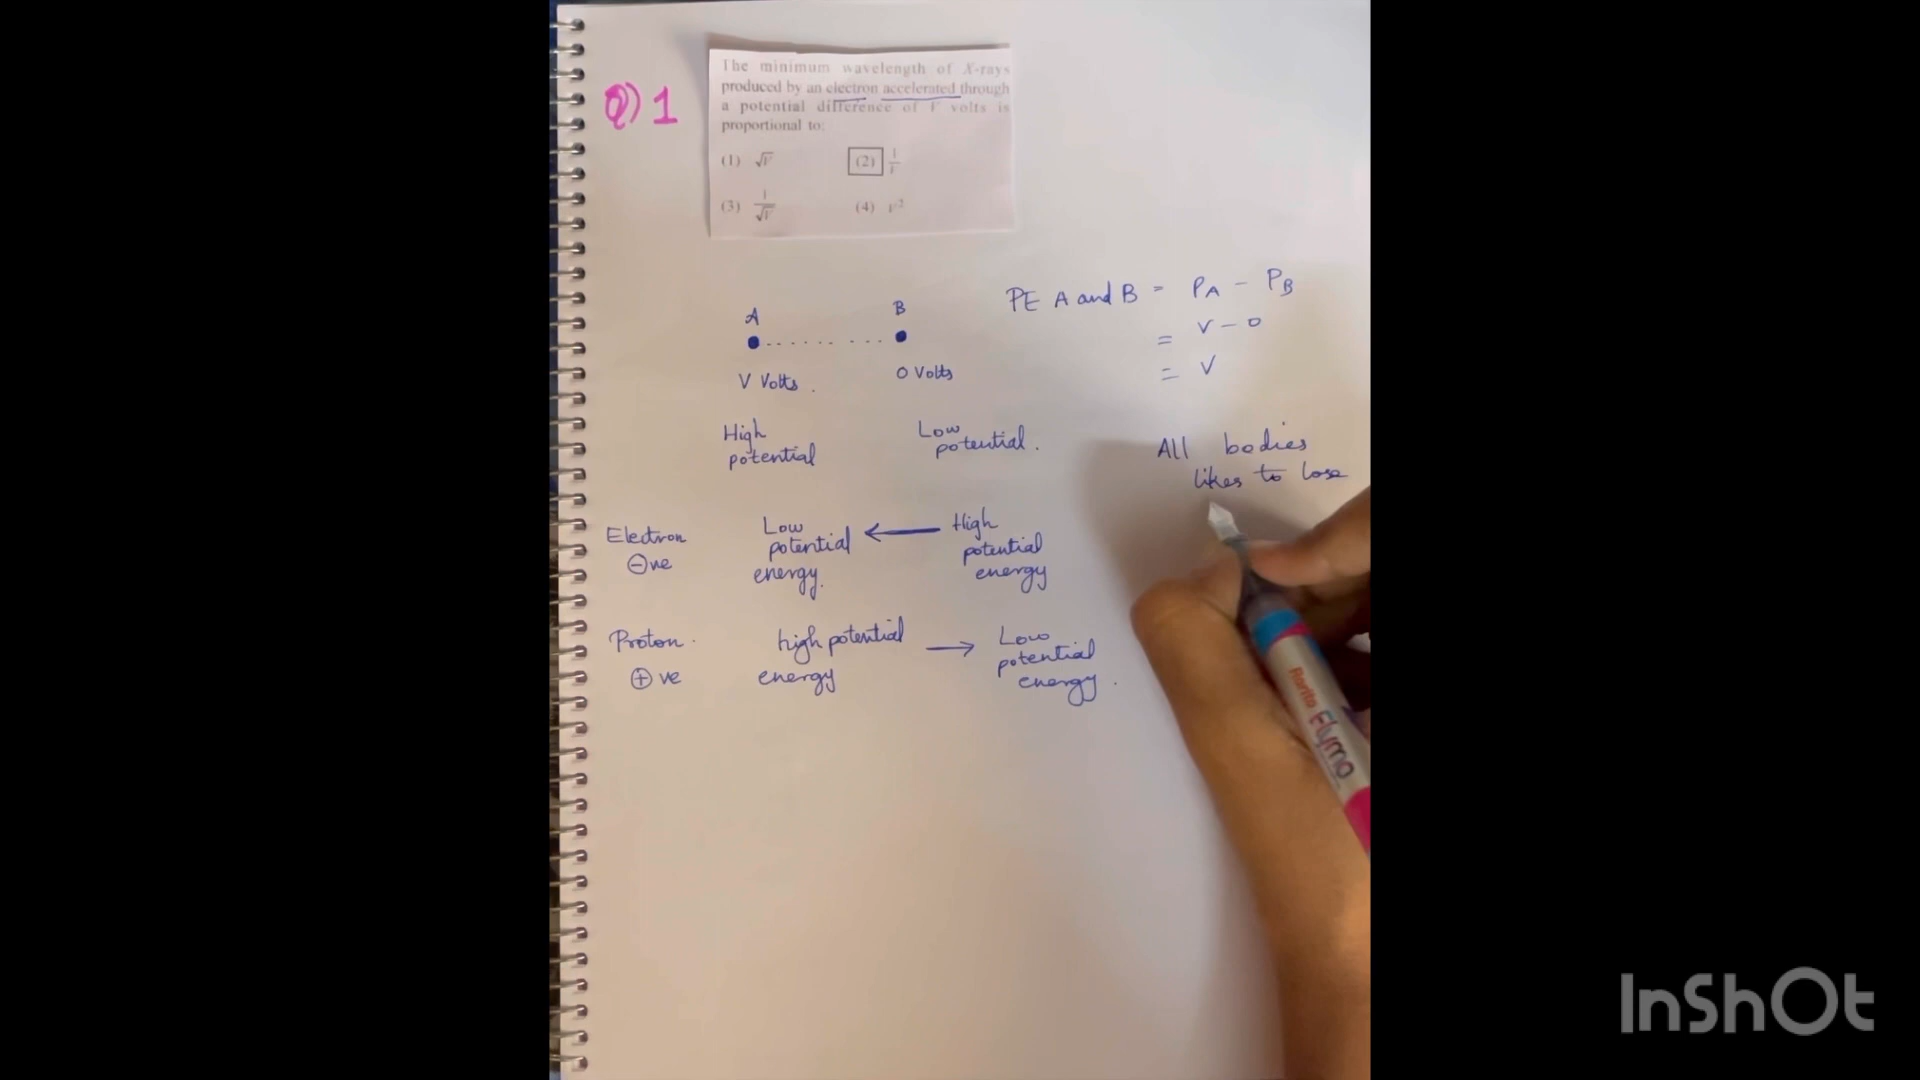 Q) 1
The minimum wavelength of X-rays
produced by an electron accelerated through
a potential difference of V volts is
proportional to:
(1) √V (2) 1/V
(3) 1/√V (4) V²
A B
V Volts . 0 Volts
High potential
Low potential .
PE A and B = PA - PB
= V - 0
= V
All bodies
likes to lose
Electron
⊖ve
Low
potential
energy.
←
High
potential
energy
Proton .
⊕ ve
high potential
energy
→
Low
potential
energy .
Rorito Flymo
InShOt